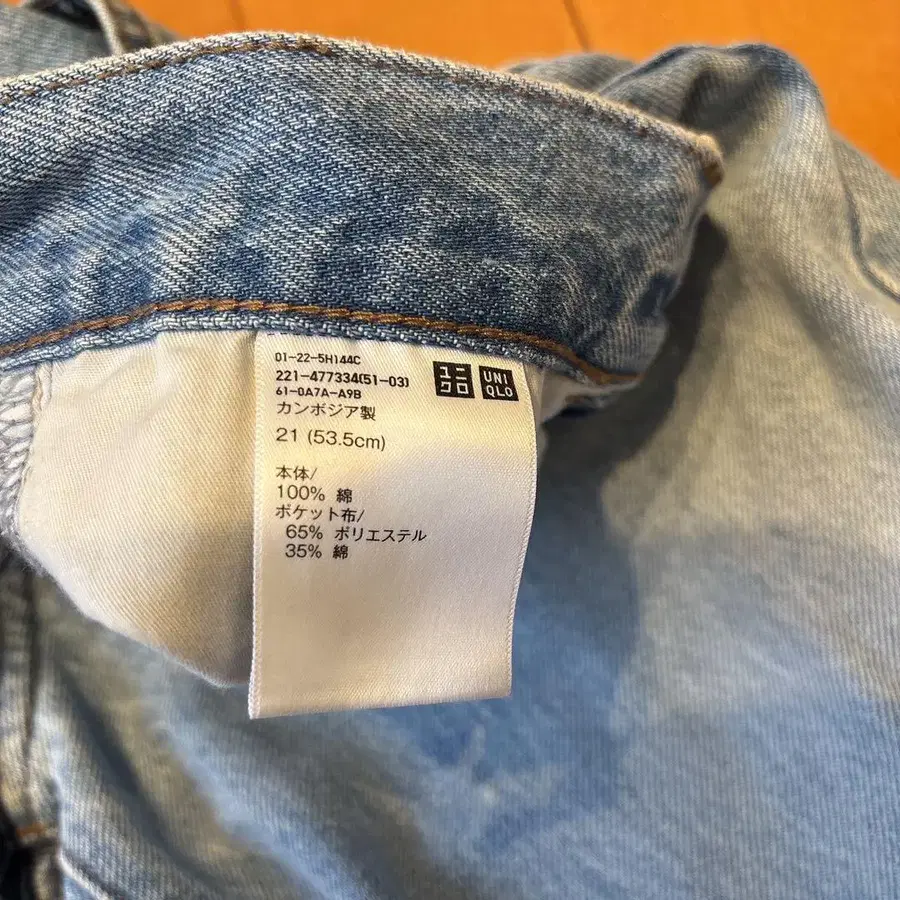 01-22-5H144C
221-477334(51-03)
61-0A7A-A9B
カンボジア製
21 (53.5cm)
本体/
100% 綿
ポケット布/
65% ポリエステル
35% 綿
ユニ
クロ
UNI
QLO